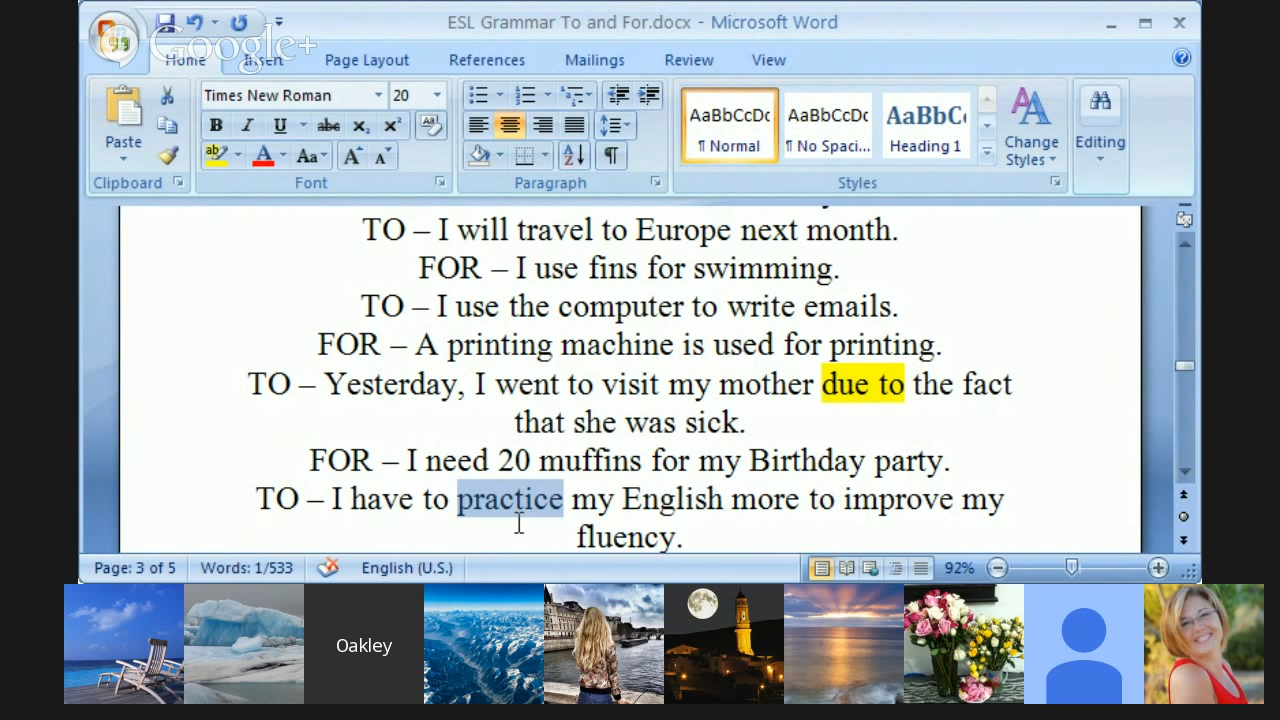 ESL Grammar To and For.docx - Microsoft Word
Google+
Home Insert Page Layout References Mailings Review View
Times New Roman 20
AaBbCcDc AaBbCcDc AaBbC
Paste
B I U abc X₂ X² Aa
¶ Normal ¶ No Spaci... Heading 1
Change Styles
Editing
Clipboard Font Paragraph Styles
TO – I will travel to Europe next month.
FOR – I use fins for swimming.
TO – I use the computer to write emails.
FOR – A printing machine is used for printing.
TO – Yesterday, I went to visit my mother due to the fact
that she was sick.
FOR – I need 20 muffins for my Birthday party.
TO – I have to practice my English more to improve my
fluency.
Page: 3 of 5 Words: 1/533 English (U.S.) 92%
Oakley